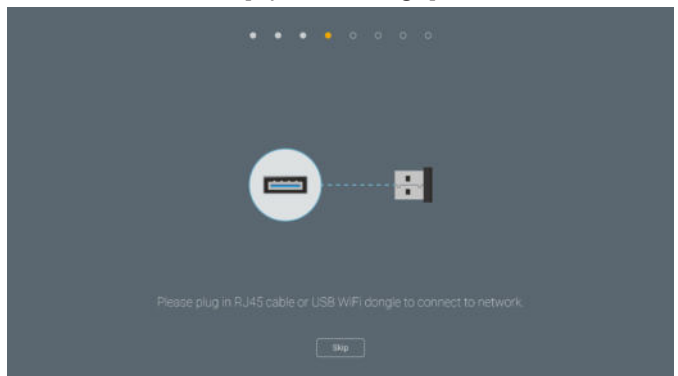 Please plug in RJ45 cable or USB WiFi dongle to connect to network.
Skip